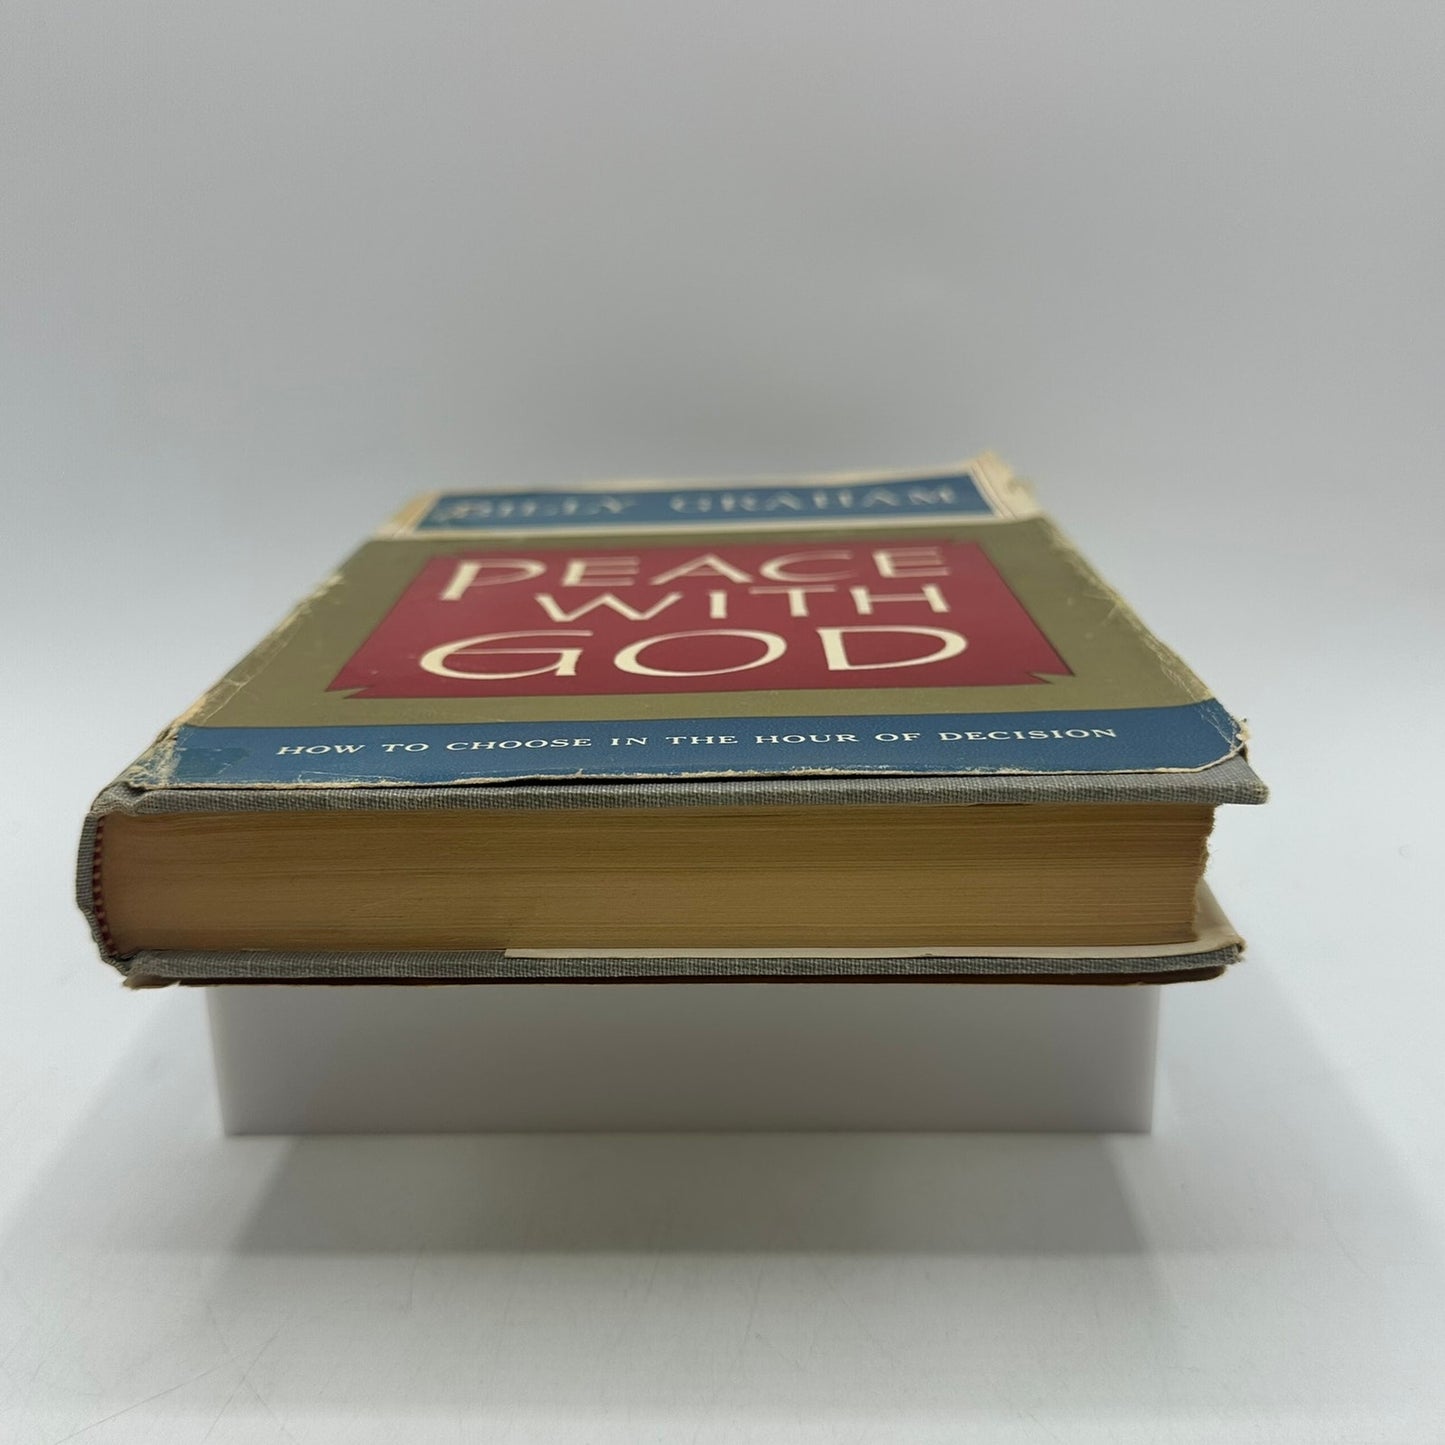 BILLY GRAHAM
PEACE
WITH
GOD
HOW TO CHOOSE IN THE HOUR OF DECISION